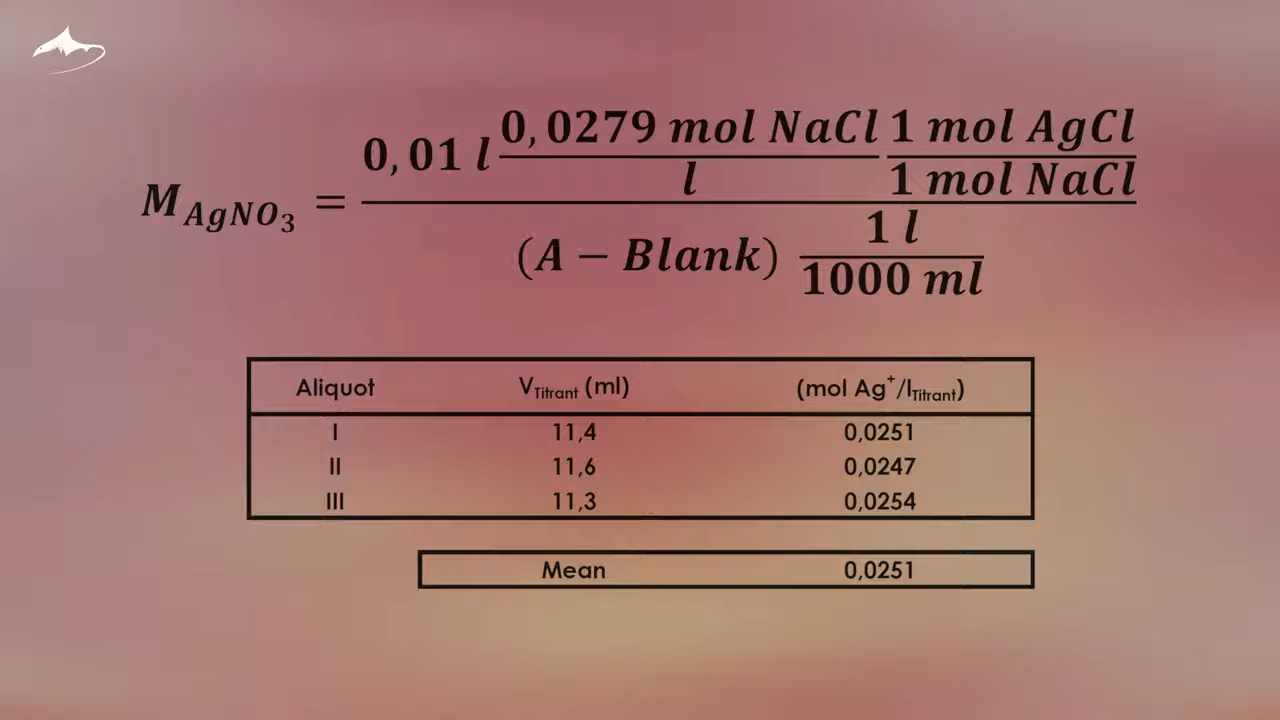 M_AgNO₃ = (0,01 l (0,0279 mol NaCl / l) (1 mol AgCl / 1 mol NaCl)) / ((A − Blank) (1 l / 1000 ml))
Aliquot V_Titrant (ml) (mol Ag⁺/l_Titrant)
I 11,4 0,0251
II 11,6 0,0247
III 11,3 0,0254
Mean 0,0251